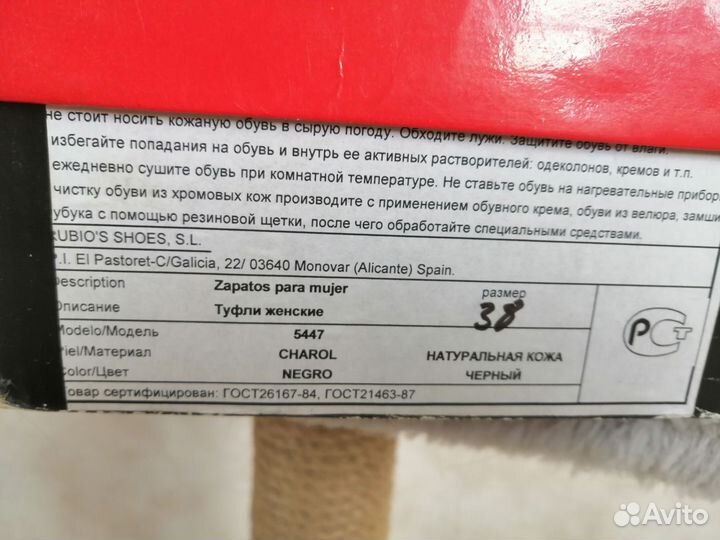 не стоит носить кожаную обувь в сырую погоду. Обходите лужи. Защитите обувь от влаги.
избегайте попадания на обувь и внутрь ее активных растворителей: одеколонов, кремов и т.п.
ежедневно сушите обувь при комнатной температуре. Не ставьте обувь на нагревательные прибор
чистку обуви из хромовых кож производите с применением обувного крема, обуви из велюра, замши
убука с помощью резиновой щетки, после чего обработайте специальными средствами.
RUBIO'S SHOES, S.L.
P.I. El Pastoret-C/Galicia, 22/ 03640 Monovar (Alicante) Spain.
Description Zapatos para mujer размер
Описание Туфли женские 38
Modelo/Модель 5447
Piel/Материал CHAROL НАТУРАЛЬНАЯ КОЖА
Color/Цвет NEGRO ЧЕРНЫЙ
товар сертифицирован: ГОСТ26167-84, ГОСТ21463-87
РСТ
Avito